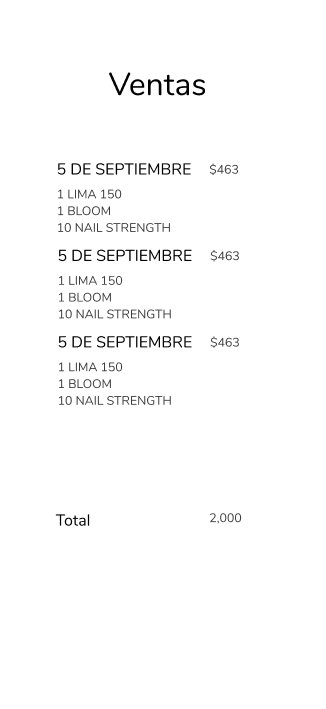 Ventas
5 DE SEPTIEMBRE $463
1 LIMA 150
1 BLOOM
10 NAIL STRENGTH
5 DE SEPTIEMBRE $463
1 LIMA 150
1 BLOOM
10 NAIL STRENGTH
5 DE SEPTIEMBRE $463
1 LIMA 150
1 BLOOM
10 NAIL STRENGTH
Total 2,000